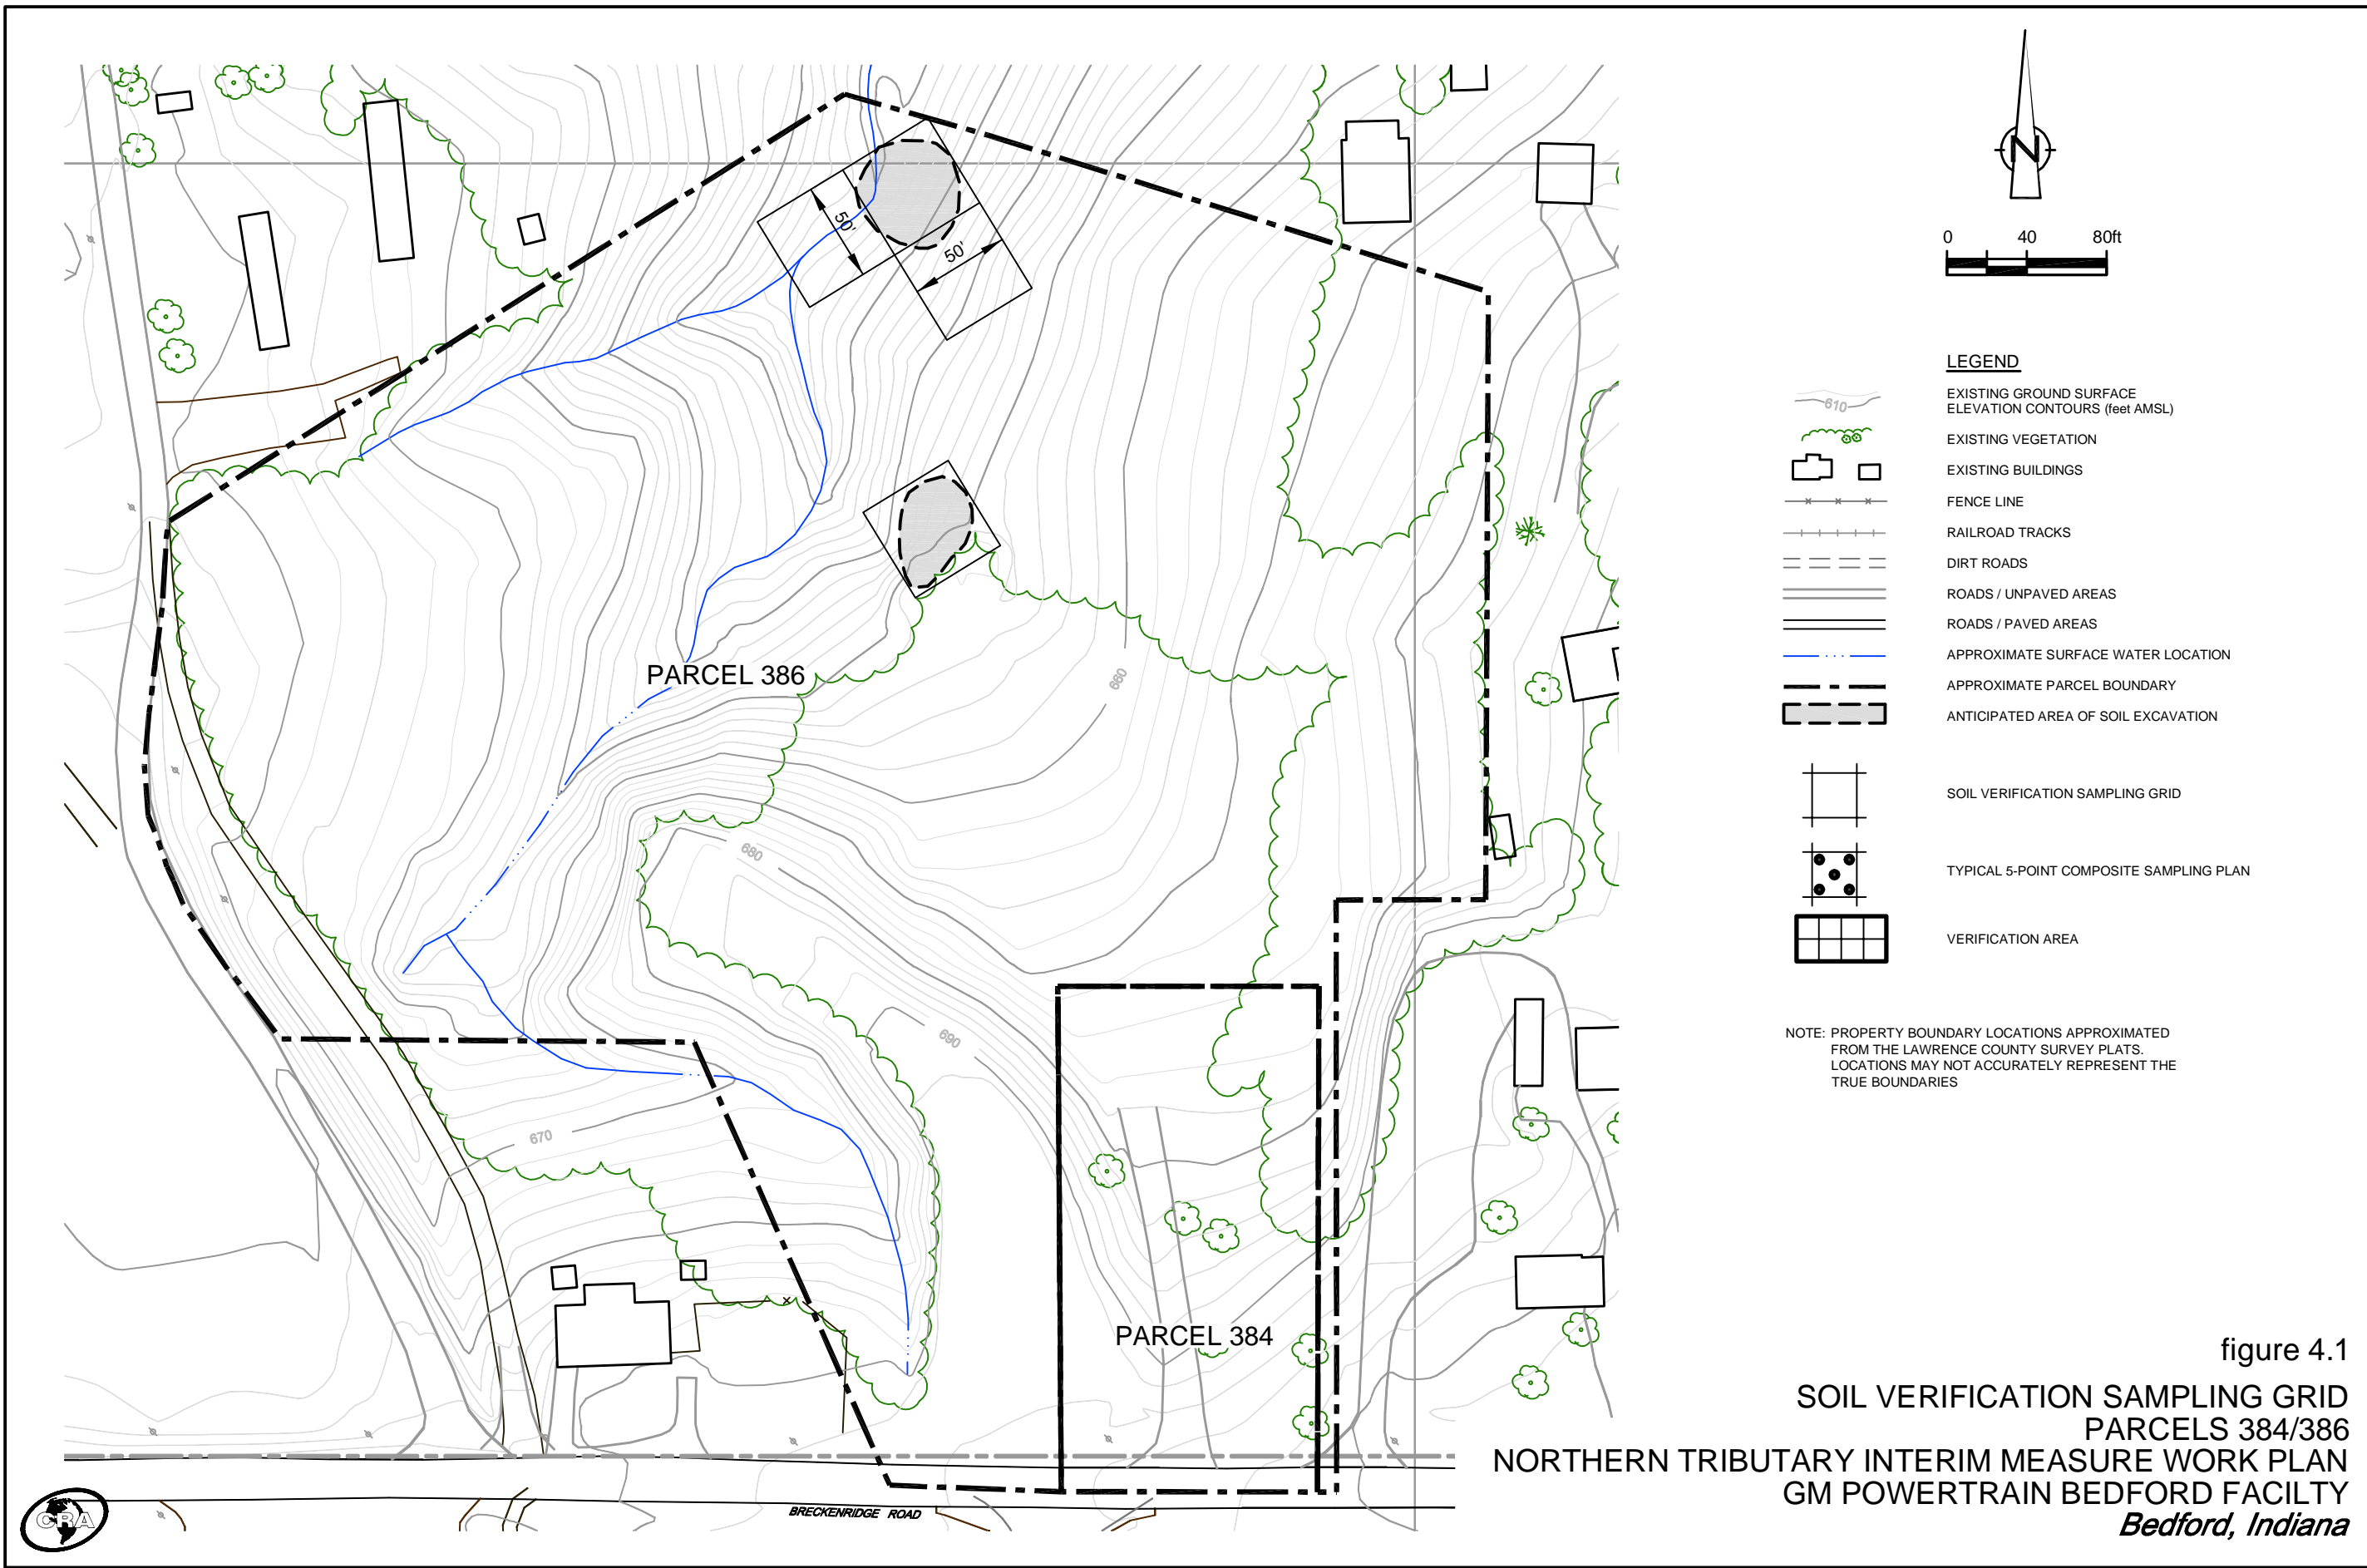 50'
50'
PARCEL 386
660
680
690
670
PARCEL 384
BRECKENRIDGE ROAD
CRA
N
0 40 80ft
LEGEND
610
EXISTING GROUND SURFACE
ELEVATION CONTOURS (feet AMSL)
EXISTING VEGETATION
EXISTING BUILDINGS
FENCE LINE
RAILROAD TRACKS
DIRT ROADS
ROADS / UNPAVED AREAS
ROADS / PAVED AREAS
APPROXIMATE SURFACE WATER LOCATION
APPROXIMATE PARCEL BOUNDARY
ANTICIPATED AREA OF SOIL EXCAVATION
SOIL VERIFICATION SAMPLING GRID
TYPICAL 5-POINT COMPOSITE SAMPLING PLAN
VERIFICATION AREA
NOTE: PROPERTY BOUNDARY LOCATIONS APPROXIMATED
FROM THE LAWRENCE COUNTY SURVEY PLATS.
LOCATIONS MAY NOT ACCURATELY REPRESENT THE
TRUE BOUNDARIES
figure 4.1
SOIL VERIFICATION SAMPLING GRID
PARCELS 384/386
NORTHERN TRIBUTARY INTERIM MEASURE WORK PLAN
GM POWERTRAIN BEDFORD FACILTY
Bedford, Indiana